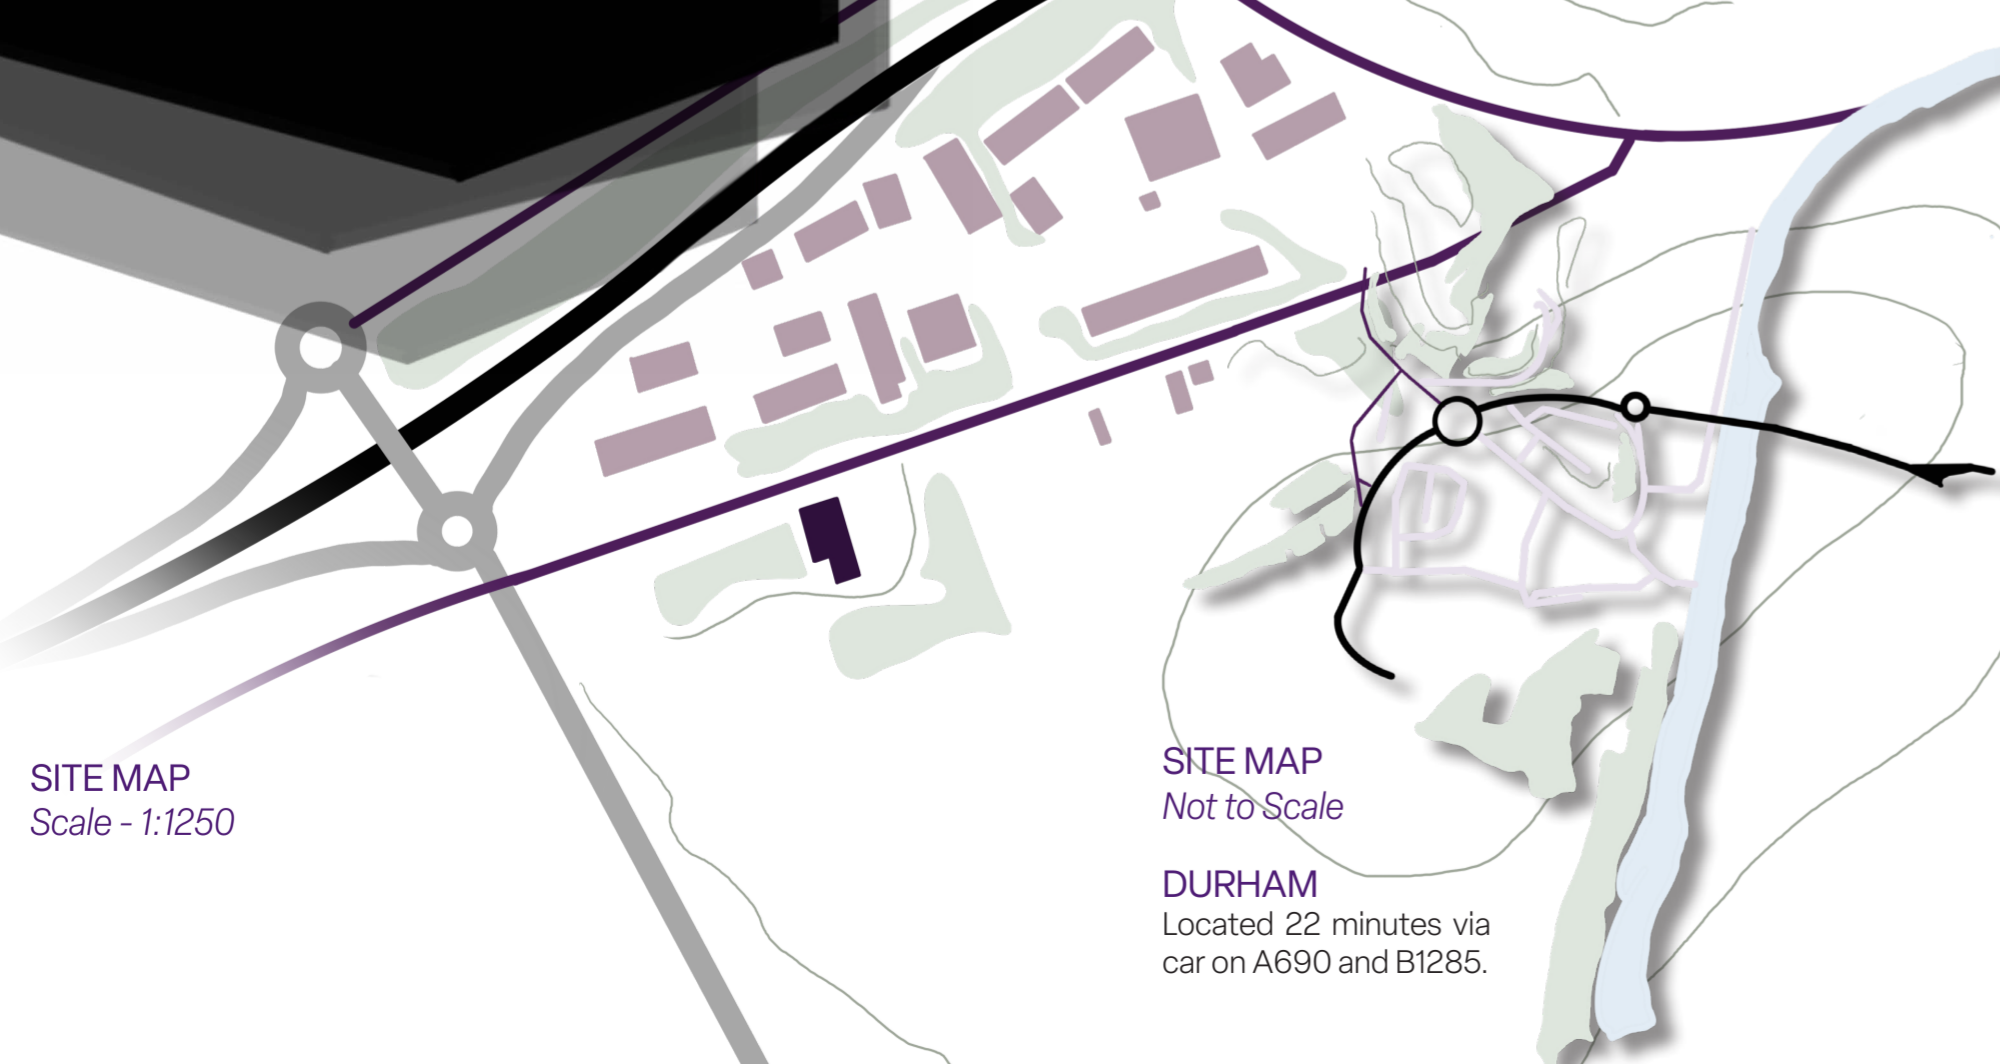 SITE MAP
Scale - 1:1250
SITE MAP
Not to Scale
DURHAM
Located 22 minutes via
car on A690 and B1285.